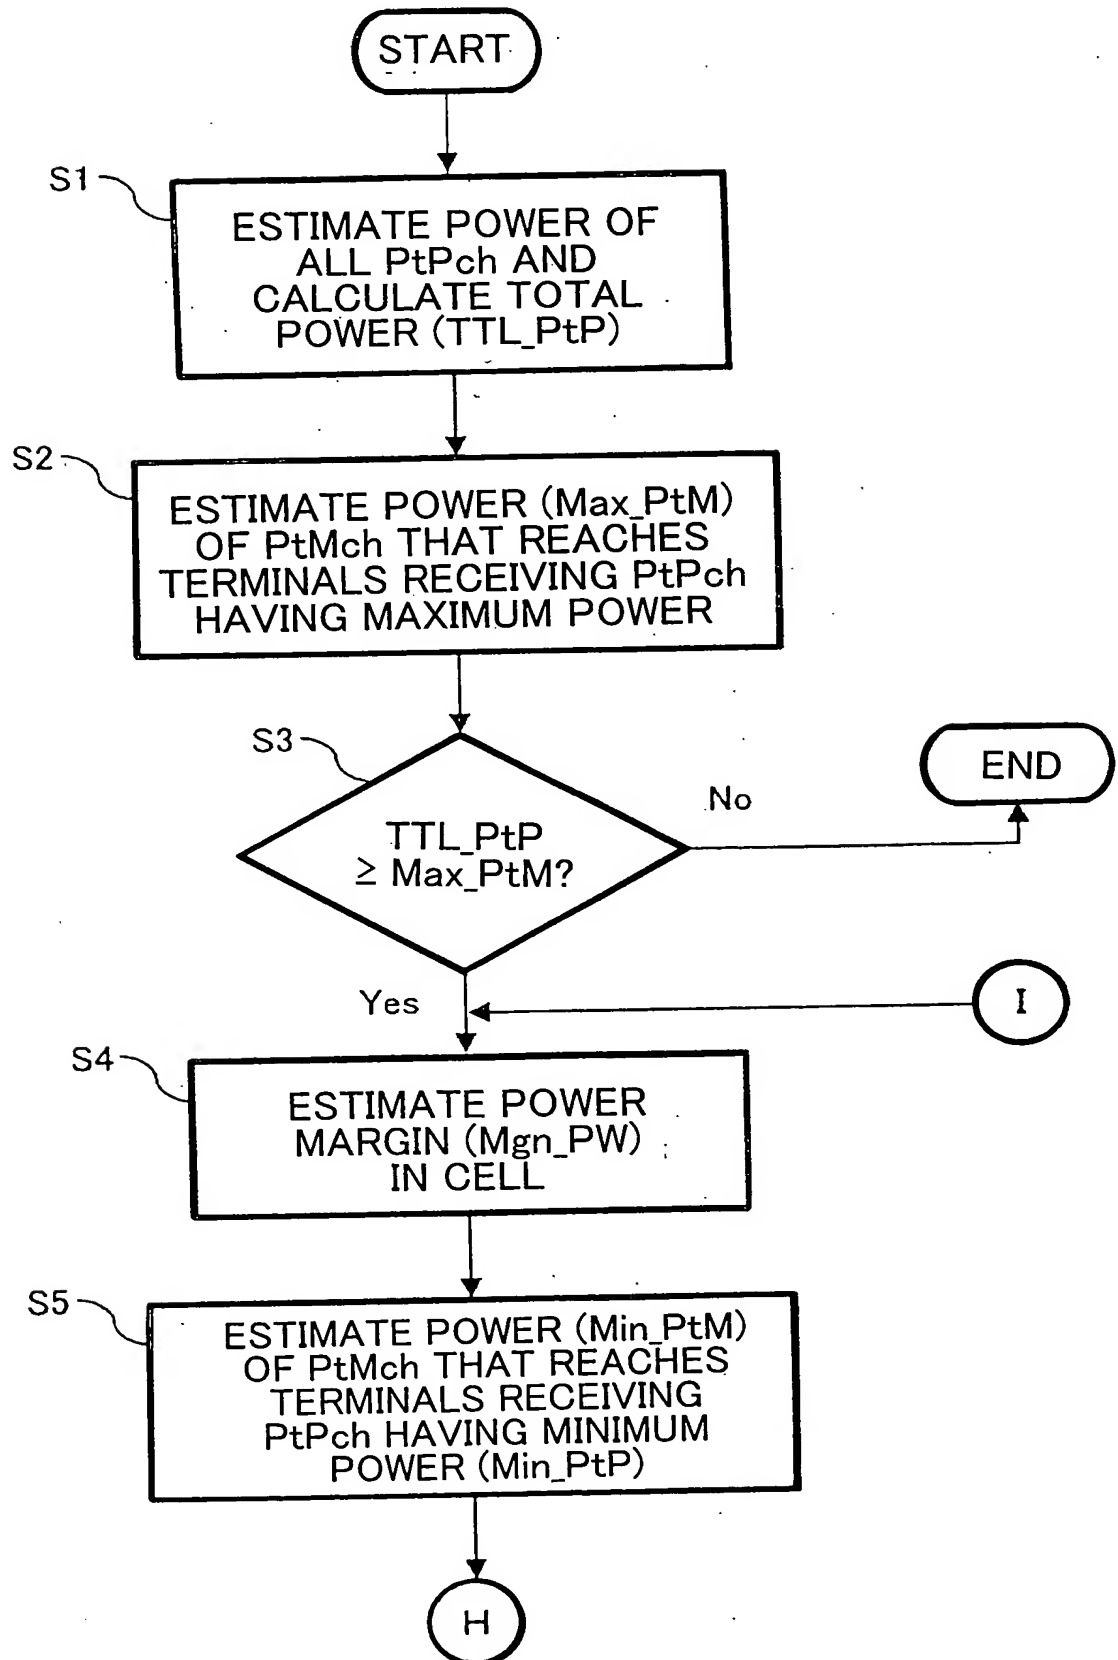 START
S1
ESTIMATE POWER OF
ALL PtPch AND
CALCULATE TOTAL
POWER (TTL_PtP)
S2
ESTIMATE POWER (Max_PtM)
OF PtMch THAT REACHES
TERMINALS RECEIVING PtPch
HAVING MAXIMUM POWER
S3
TTL_PtP
≥ Max_PtM?
No
END
Yes
I
S4
ESTIMATE POWER
MARGIN (Mgn_PW)
IN CELL
S5
ESTIMATE POWER (Min_PtM)
OF PtMch THAT REACHES
TERMINALS RECEIVING
PtPch HAVING MINIMUM
POWER (Min_PtP)
H